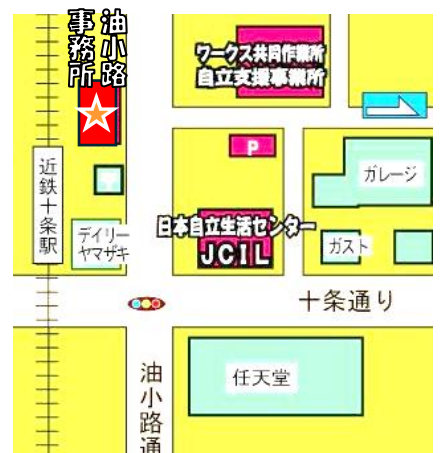 油小路
事務所
ワークス共同作業所
自立支援事業所
P
近鉄十条駅
ガレージ
日本自立生活センター
JCIL
デイリー
ヤマザキ
ガスト
十条通り
任天堂
油小路通